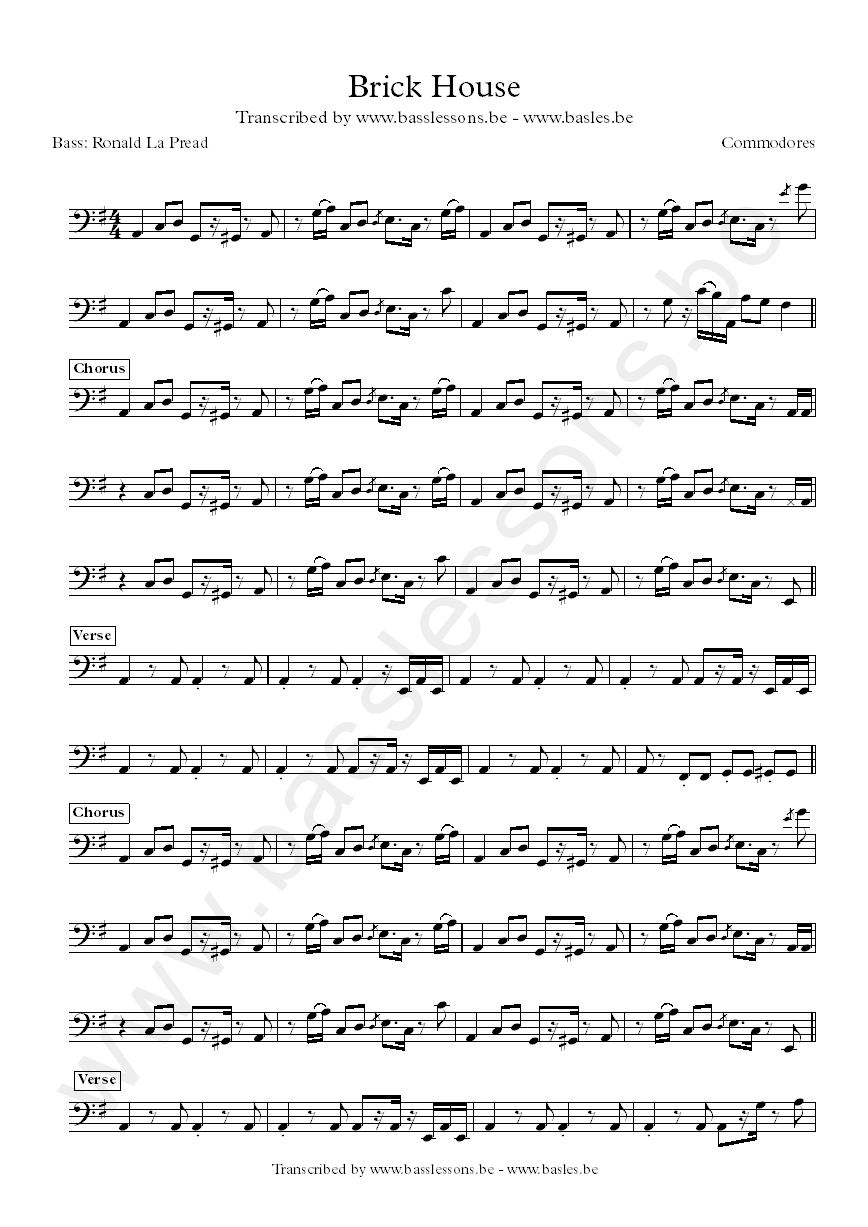 Brick House
Transcribed by www.basslessons.be - www.basles.be
Bass: Ronald La Pread
Commodores
4
4
Chorus
Verse
Chorus
Verse
www.basslessons.be
Transcribed by www.basslessons.be - www.basles.be